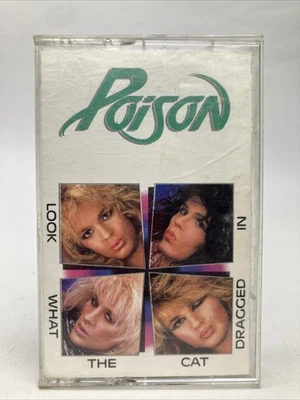 POISON
LOOK WHAT
THE CAT
DRAGGED IN